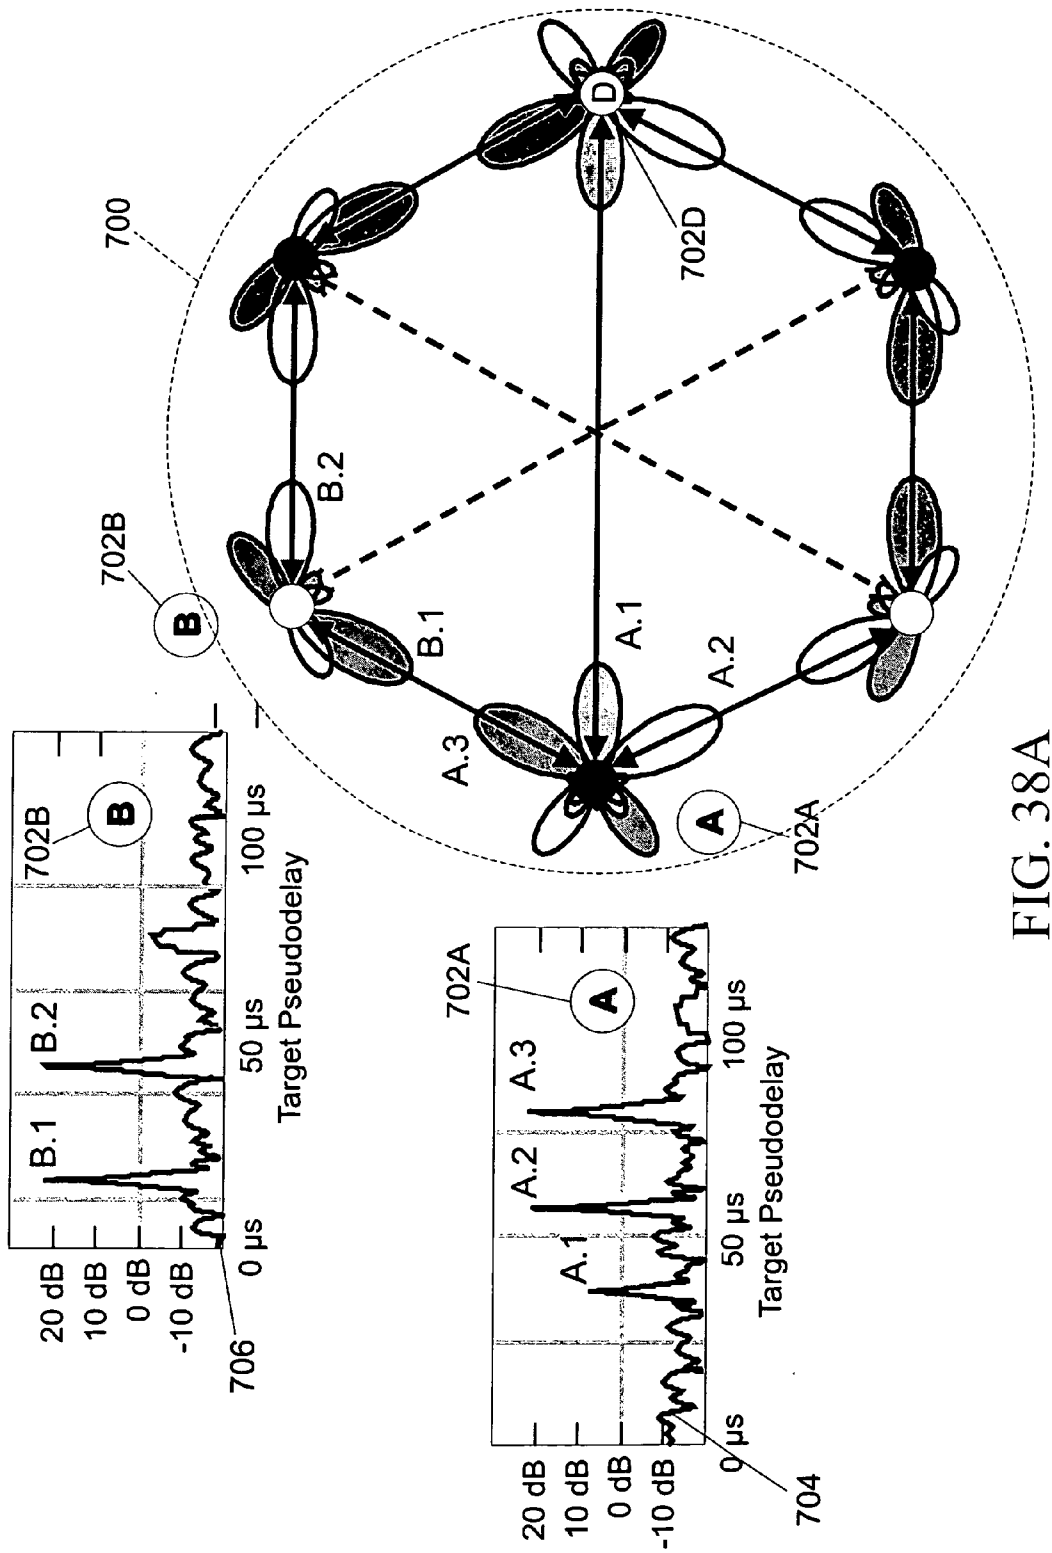 20 dB
10 dB
0 dB
-10 dB
B.1
B.2
702B
B
0 µs
50 µs
100 µs
Target Pseudodelay
706
20 dB
10 dB
0 dB
-10 dB
A.1
A.2
A.3
702A
A
0 µs
50 µs
100 µs
Target Pseudodelay
704
702B
B
700
B.2
B.1
A.3
A.1
A.2
D
702D
A
702A
FIG. 38A